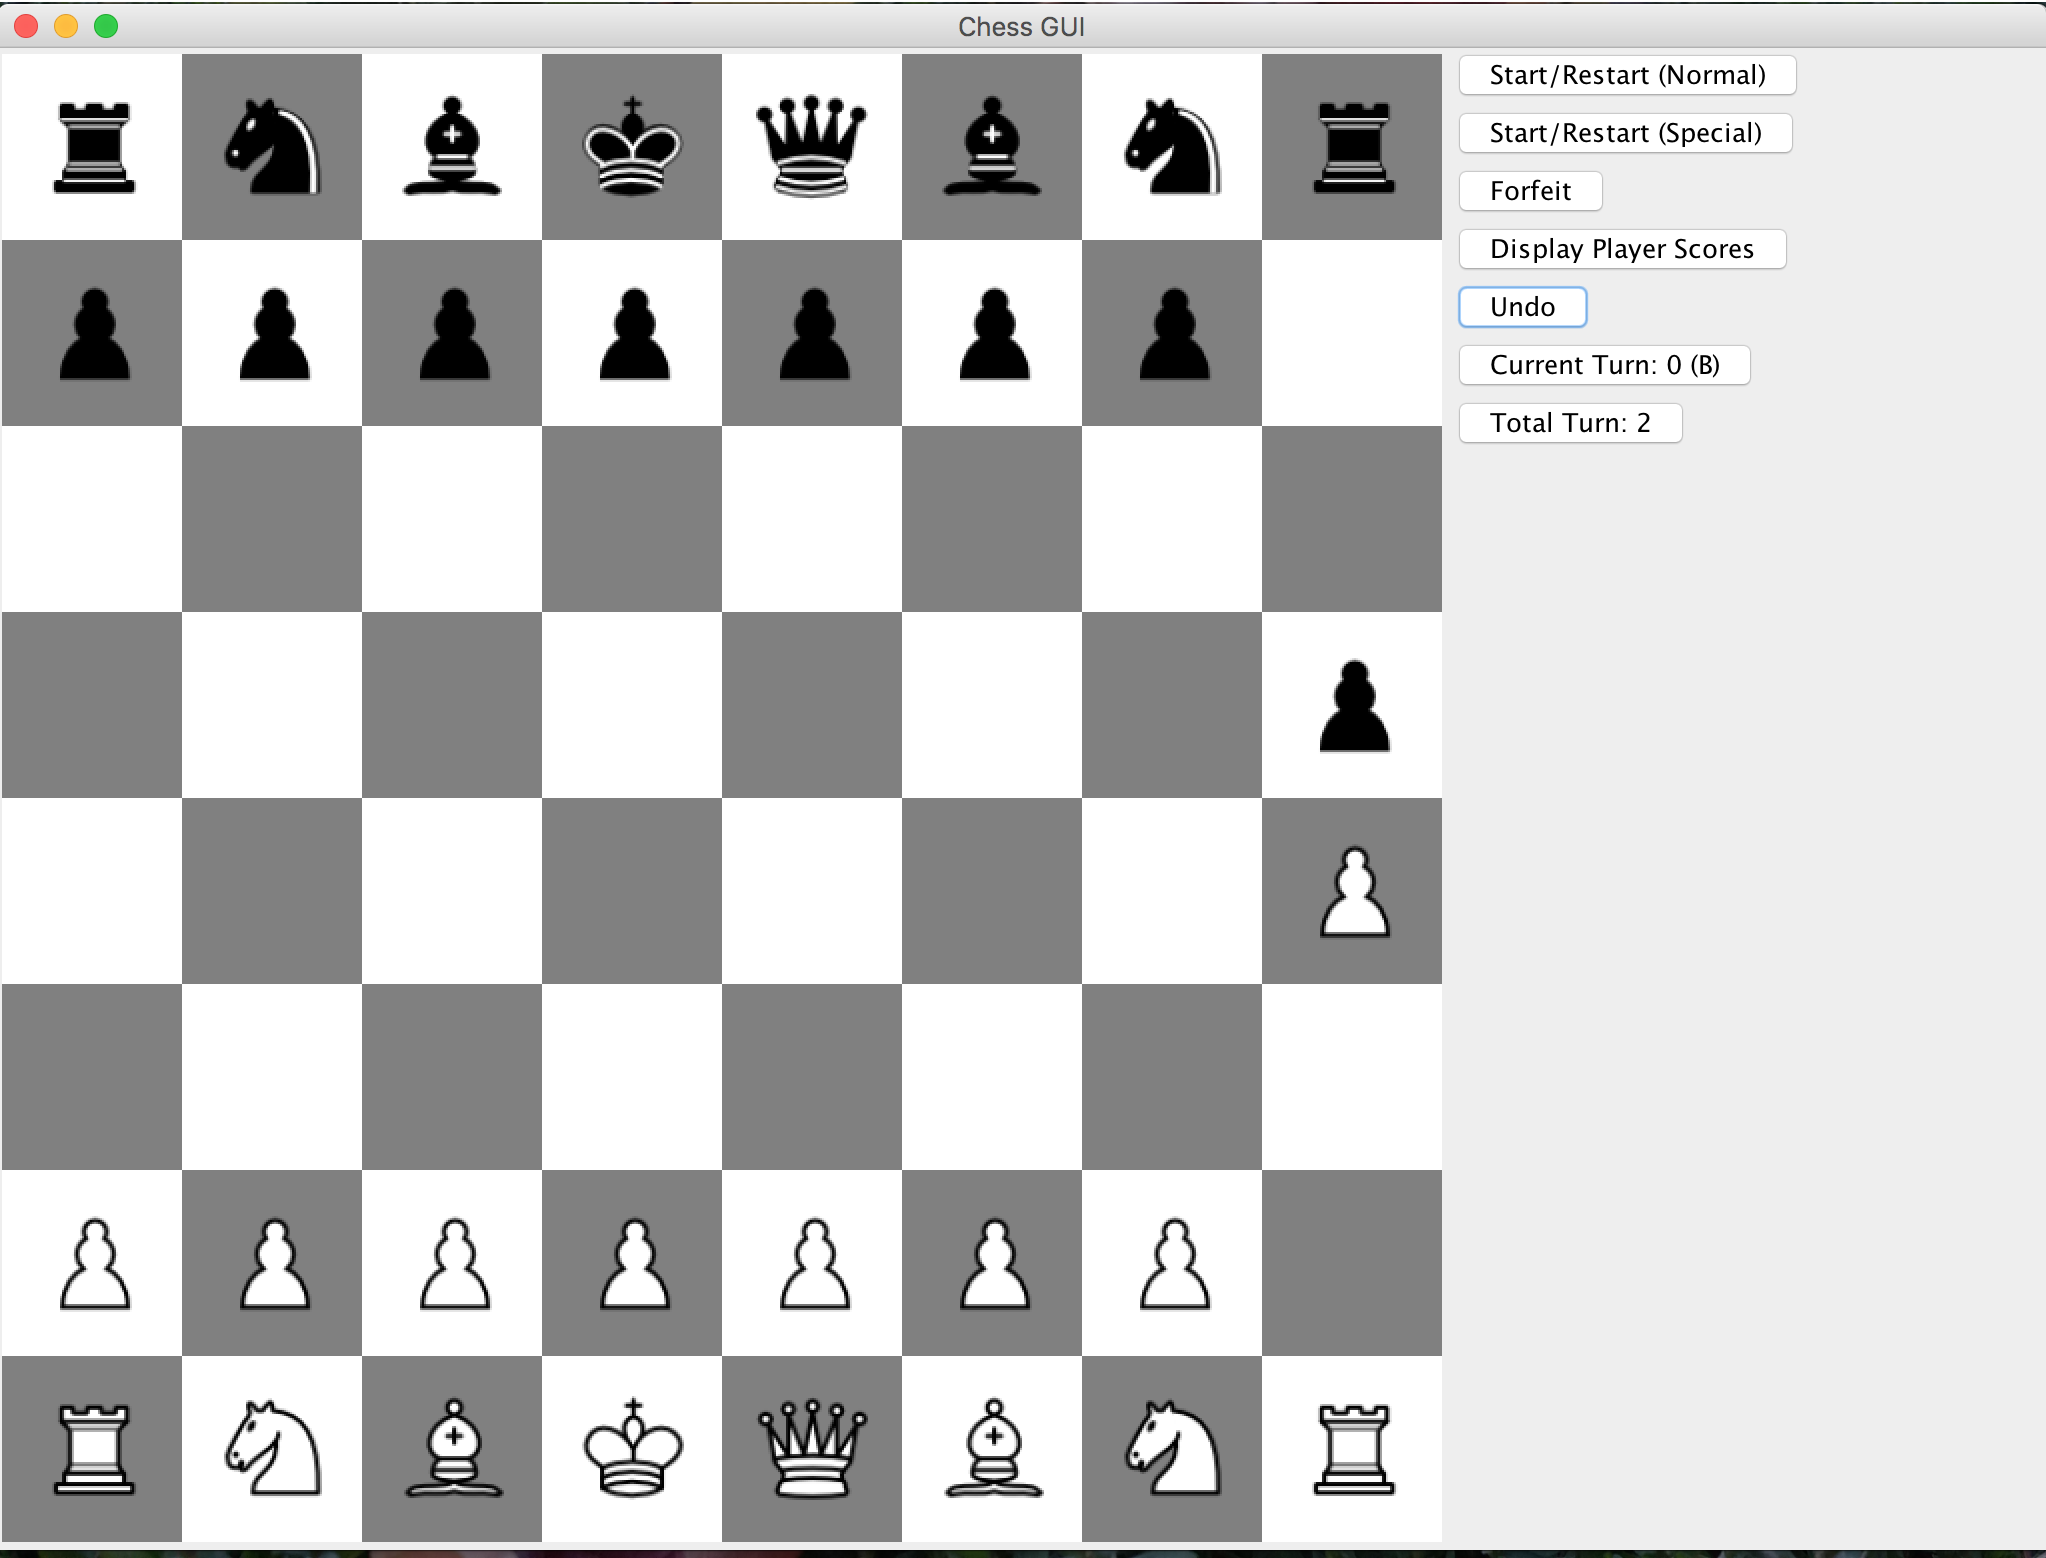 Chess GUI
Start/Restart (Normal)
Start/Restart (Special)
Forfeit
Display Player Scores
Undo
Current Turn: 0 (B)
Total Turn: 2